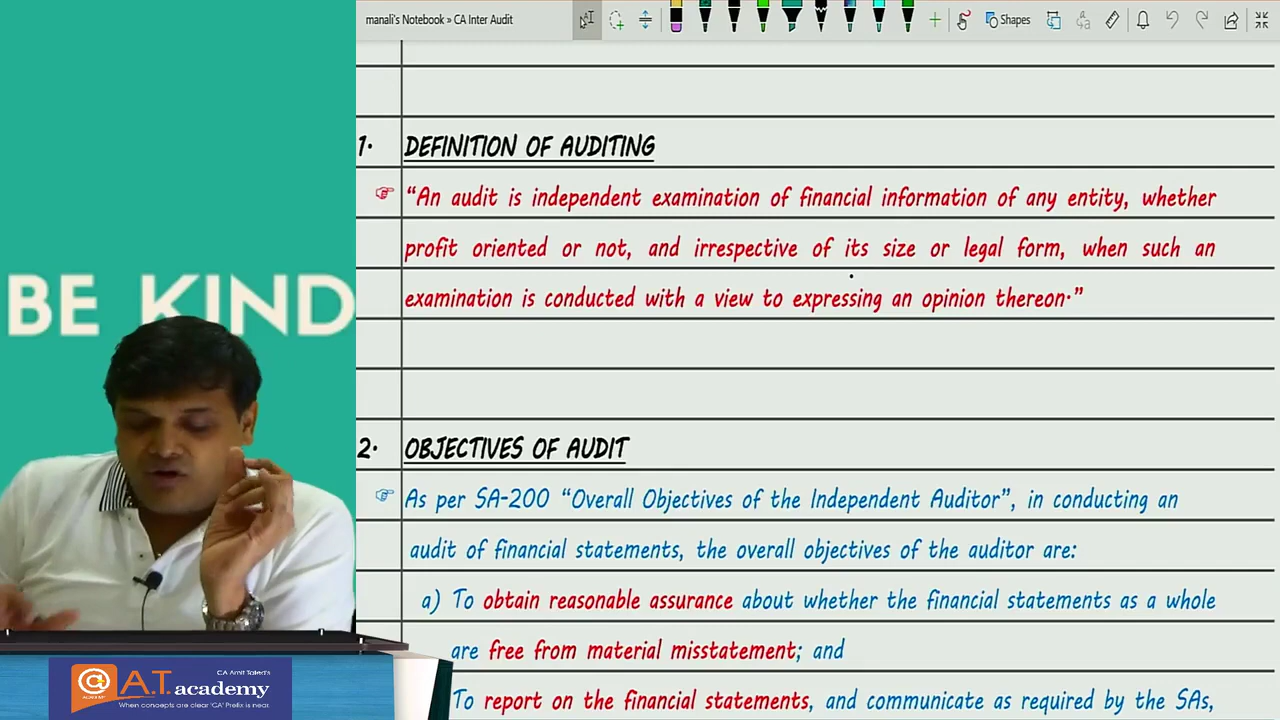 manali's Notebook » CA Inter Audit
Shapes
BE KIND
1. DEFINITION OF AUDITING
☞ “An audit is independent examination of financial information of any entity, whether
profit oriented or not, and irrespective of its size or legal form, when such an
examination is conducted with a view to expressing an opinion thereon.”
2. OBJECTIVES OF AUDIT
☞ As per SA-200 “Overall Objectives of the Independent Auditor”, in conducting an
audit of financial statements, the overall objectives of the auditor are:
a) To obtain reasonable assurance about whether the financial statements as a whole
are free from material misstatement; and
To report on the financial statements, and communicate as required by the SAs,
CA Amit Talda's
@ A.T. academy
When concepts are clear 'CA' Prefix is near.